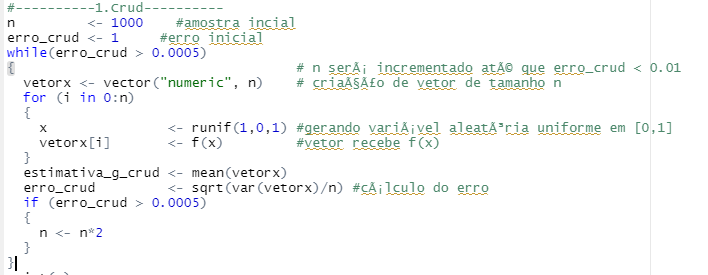 #----------1.Crud----------
n <- 1000 #amostra incial
erro_crud <- 1 #erro inicial
while(erro_crud > 0.0005)
{ # n serÃ¡ incrementado atÃ© que erro_crud < 0.01
vetorx <- vector("numeric", n) # criaÃ§Ã£o de vetor de tamanho n
for (i in 0:n)
{
x <- runif(1,0,1) #gerando variÃ¡vel aleatÃ³ria uniforme em [0,1]
vetorx[i] <- f(x) #vetor recebe f(x)
}
estimativa_g_crud <- mean(vetorx)
erro_crud <- sqrt(var(vetorx)/n) #cÃ¡lculo do erro
if (erro_crud > 0.0005)
{
n <- n*2
}
}